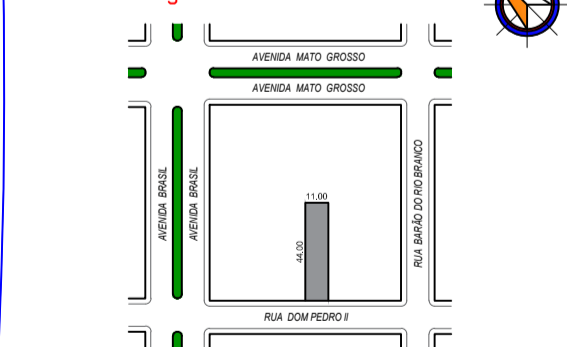 AVENIDA MATO GROSSO
AVENIDA MATO GROSSO
AVENIDA BRASIL
AVENIDA BRASIL
RUA BARÃO DO RIO BRANCO
11.00
44.00
RUA DOM PEDRO II